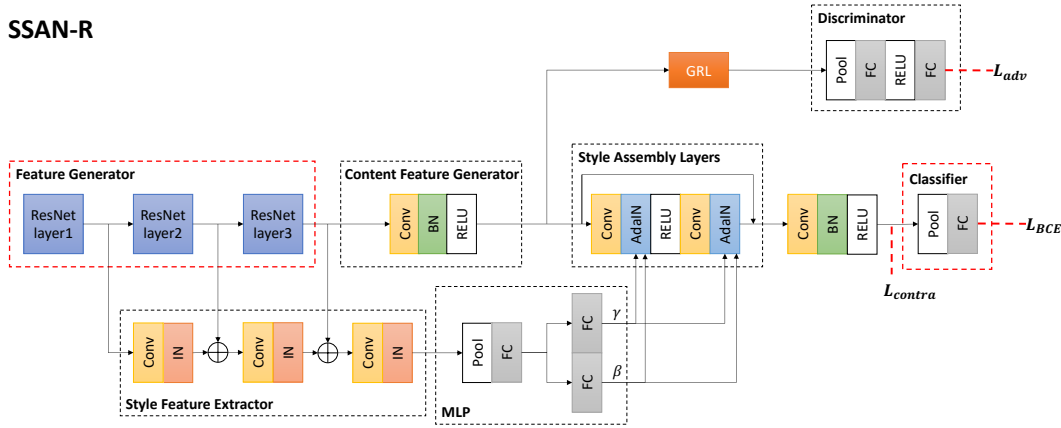 SSAN-R
Discriminator
Pool
FC
RELU
FC
L_adv
GRL
Feature Generator
ResNet
layer1
ResNet
layer2
ResNet
layer3
Content Feature Generator
Conv
BN
RELU
Style Assembly Layers
Conv
AdaIN
RELU
Conv
AdaIN
Conv
BN
RELU
Classifier
Pool
FC
L_BCE
L_contra
Conv
IN
Conv
IN
Conv
IN
Style Feature Extractor
Pool
FC
FC
γ
FC
β
MLP